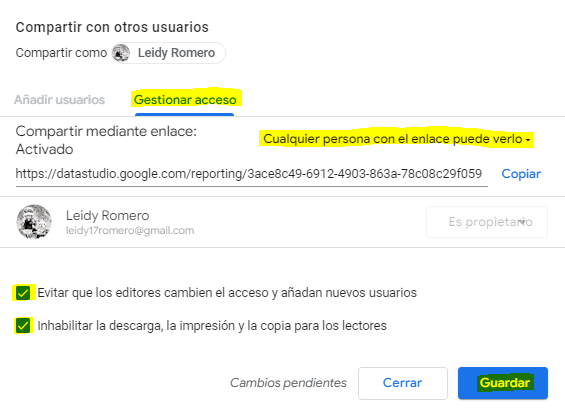 Compartir con otros usuarios
Compartir como Leidy Romero
Añadir usuarios Gestionar acceso
Compartir mediante enlace: Cualquier persona con el enlace puede verlo
Activado
https://datastudio.google.com/reporting/3ace8c49-6912-4903-863a-78c08c29f059 Copiar
Leidy Romero Es propietario
leidy17romero@gmail.com
Evitar que los editores cambien el acceso y añadan nuevos usuarios
Inhabilitar la descarga, la impresión y la copia para los lectores
Cambios pendientes Cerrar Guardar